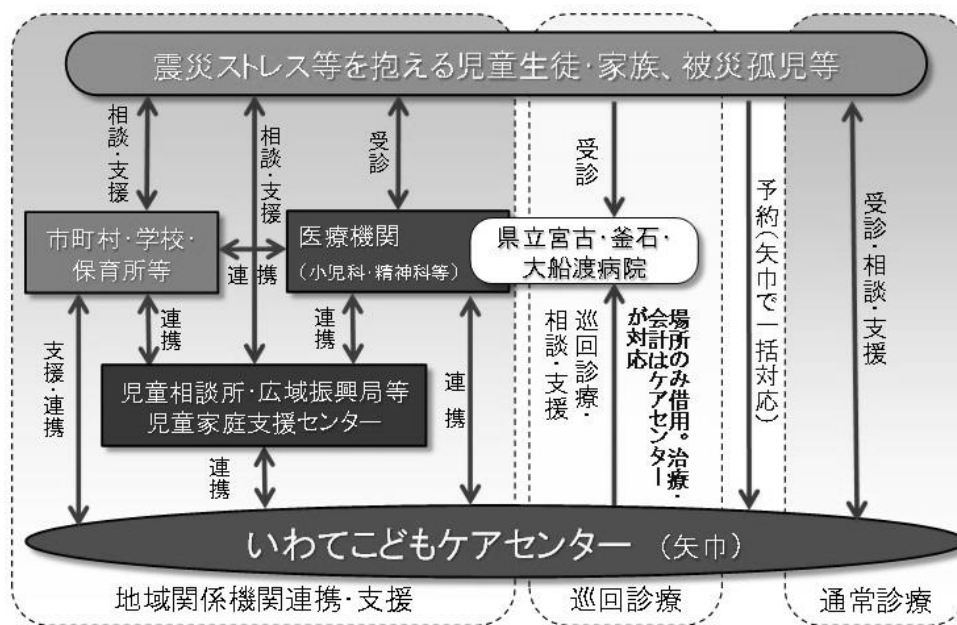 震災ストレス等を抱える児童生徒・家族、被災孤児等
相談・支援
相談・支援
受診
受診
予約(矢巾で一括対応)
受診・相談・支援
市町村・学校・
保育所等
連携
医療機関
(小児科・精神科等)
県立宮古・釜石・
大船渡病院
支援・連携
連携
連携
連携
巡回診療・
相談・支援
場所のみ借用。治療・
会計はケアセンター
が対応
児童相談所・広域振興局等
児童家庭支援センター
連携
いわてこどもケアセンター (矢巾)
地域関係機関連携・支援
巡回診療
通常診療